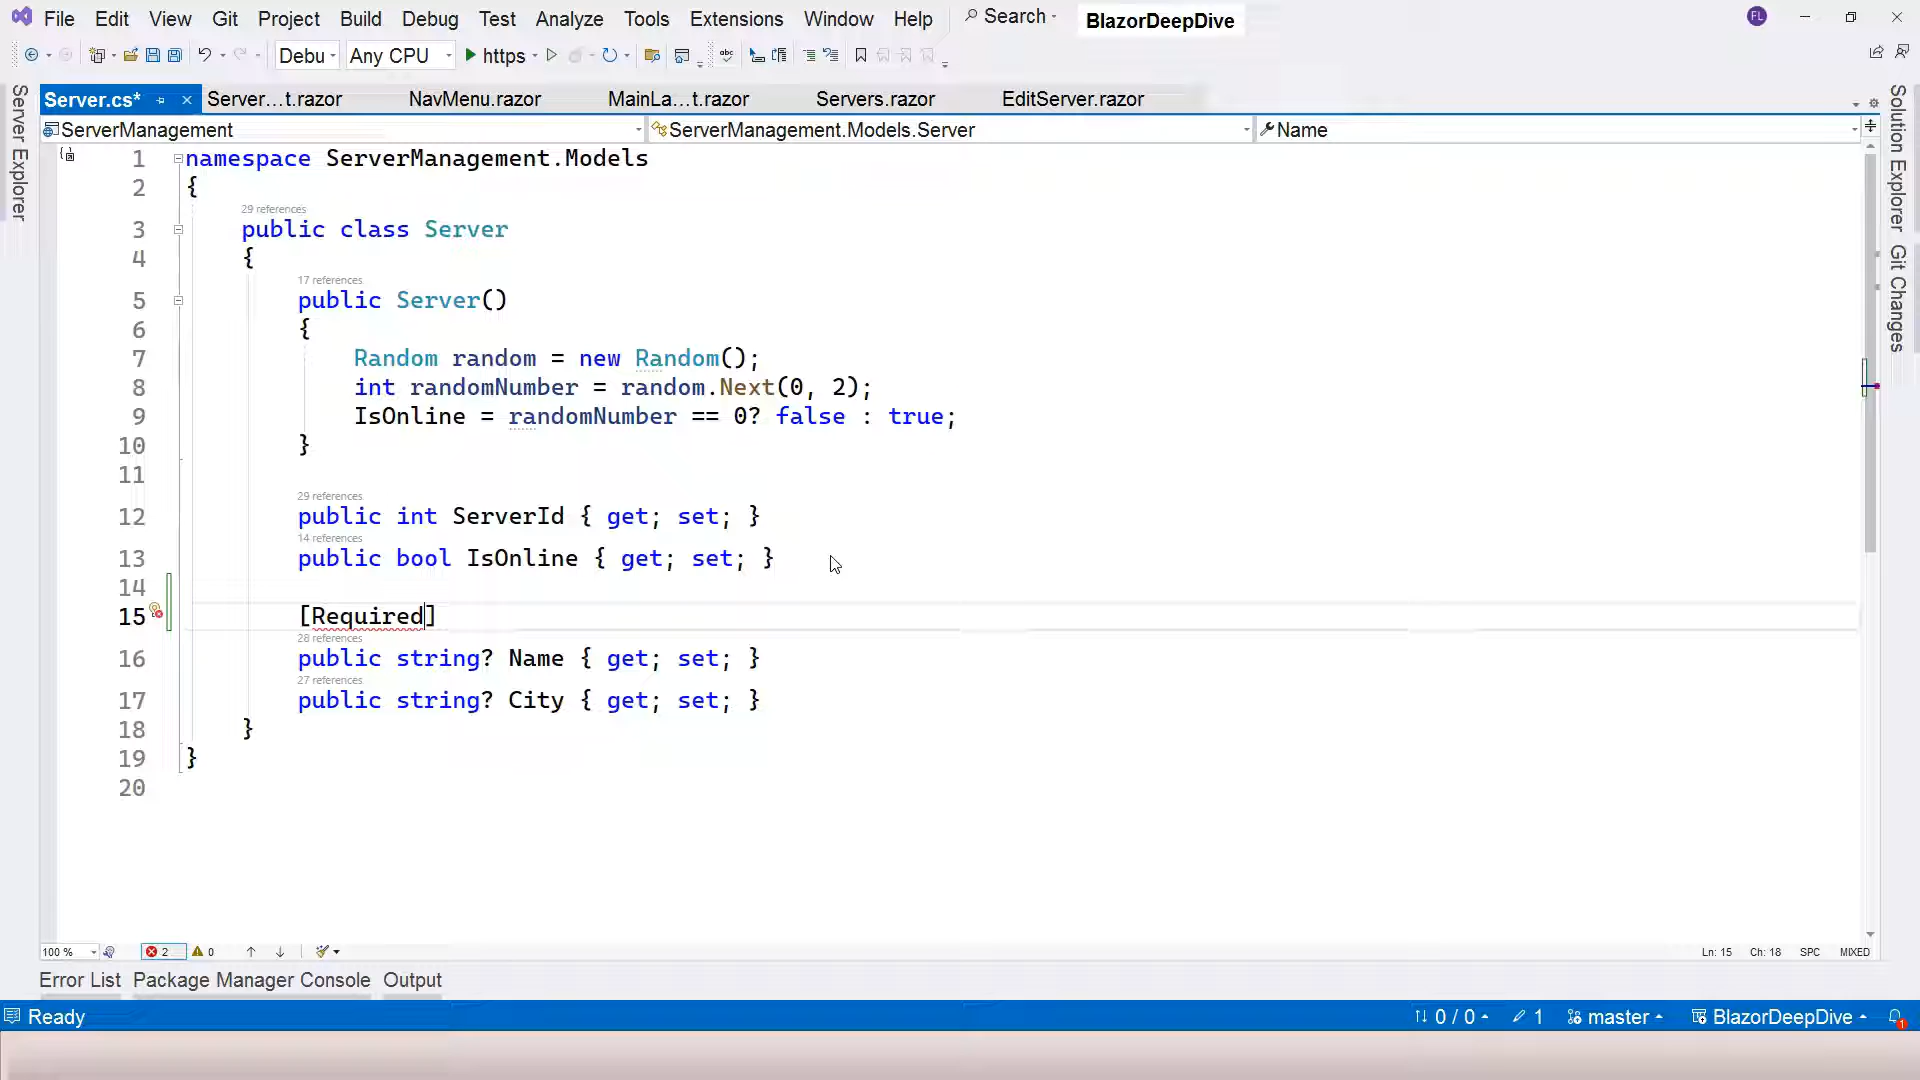 File Edit View Git Project Build Debug Test Analyze Tools Extensions Window Help Search BlazorDeepDive FL
Debu Any CPU https abc
Server.cs* Server...t.razor NavMenu.razor MainLa...t.razor Servers.razor EditServer.razor
ServerManagement ServerManagement.Models.Server Name
Server Explorer
Solution Explorer
Git Changes
1 namespace ServerManagement.Models
2 {
29 references
3 public class Server
4 {
17 references
5 public Server()
6 {
7 Random random = new Random();
8 int randomNumber = random.Next(0, 2);
9 IsOnline = randomNumber == 0? false : true;
10 }
11
29 references
12 public int ServerId { get; set; }
14 references
13 public bool IsOnline { get; set; }
14
15 [Required]
28 references
16 public string? Name { get; set; }
27 references
17 public string? City { get; set; }
18 }
19 }
20
100 % 2 0 Ln: 15 Ch: 18 SPC MIXED
Error List Package Manager Console Output
Ready 0 / 0 1 master BlazorDeepDive 1